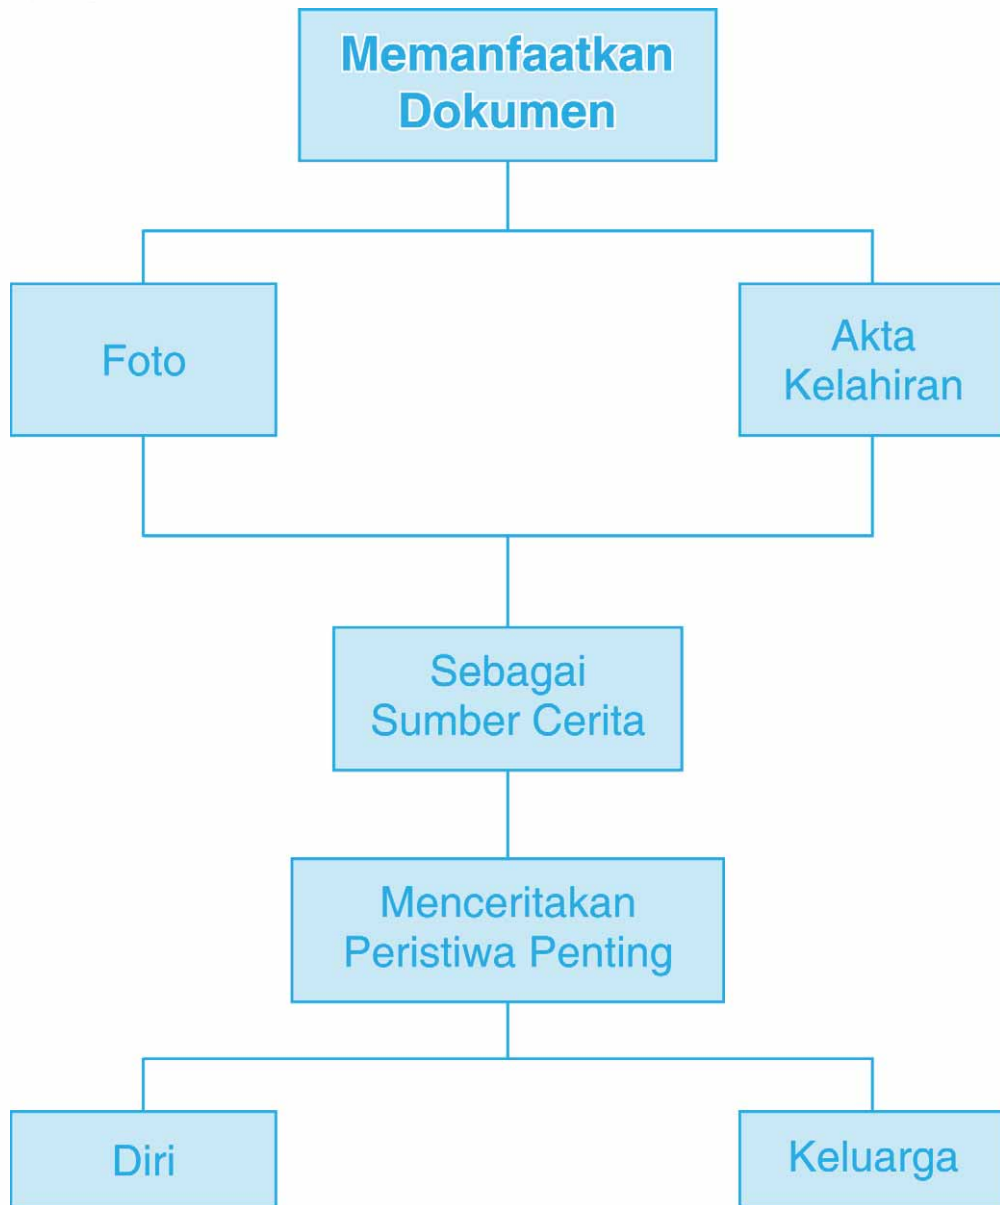 Memanfaatkan
Dokumen
Foto
Akta
Kelahiran
Sebagai
Sumber Cerita
Menceritakan
Peristiwa Penting
Diri
Keluarga